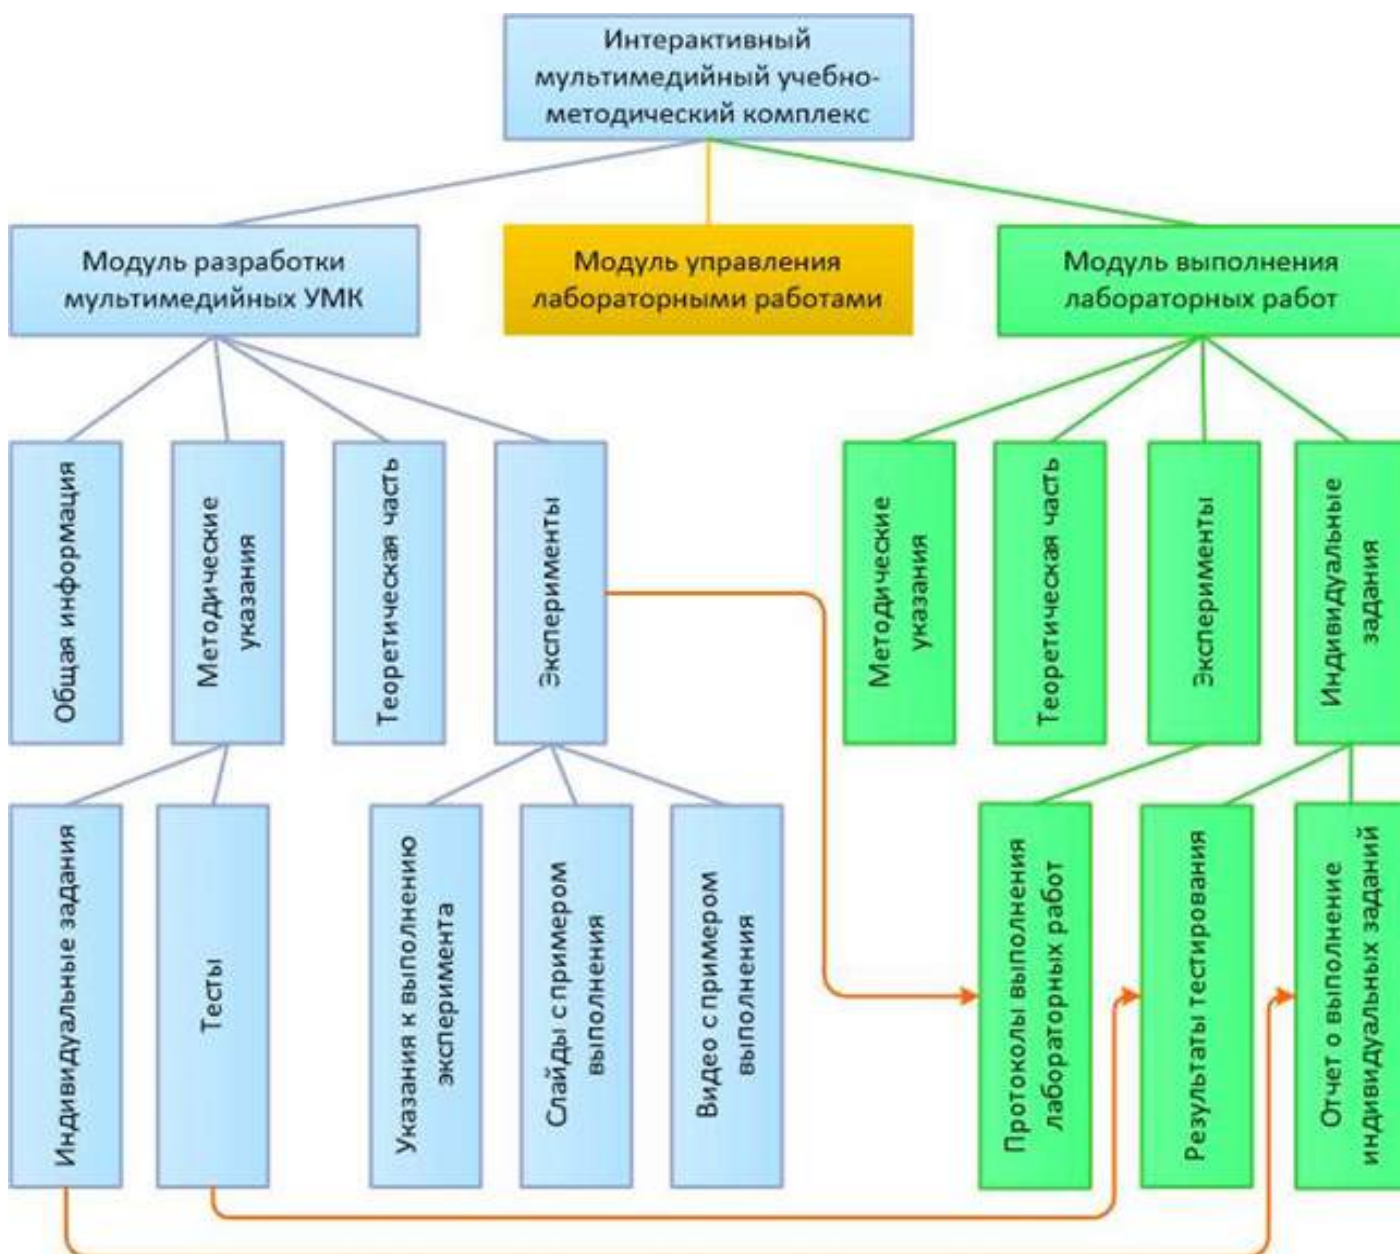 Интерактивный
мультимедийный учебно-
методический комплекс
Модуль разработки
мультимедийных УМК
Модуль управления
лабораторными работами
Модуль выполнения
лабораторных работ
Общая информация
Методические
указания
Теоретическая часть
Эксперименты
Методические
указания
Теоретическая часть
Эксперименты
Индивидуальные
задания
Индивидуальные задания
Тесты
Указания к выполнению
эксперимента
Слайды с примером
выполнения
Видео с примером
выполнения
Протоколы выполнения
лабораторных работ
Результаты тестирования
Отчет о выполнение
индивидуальных заданий